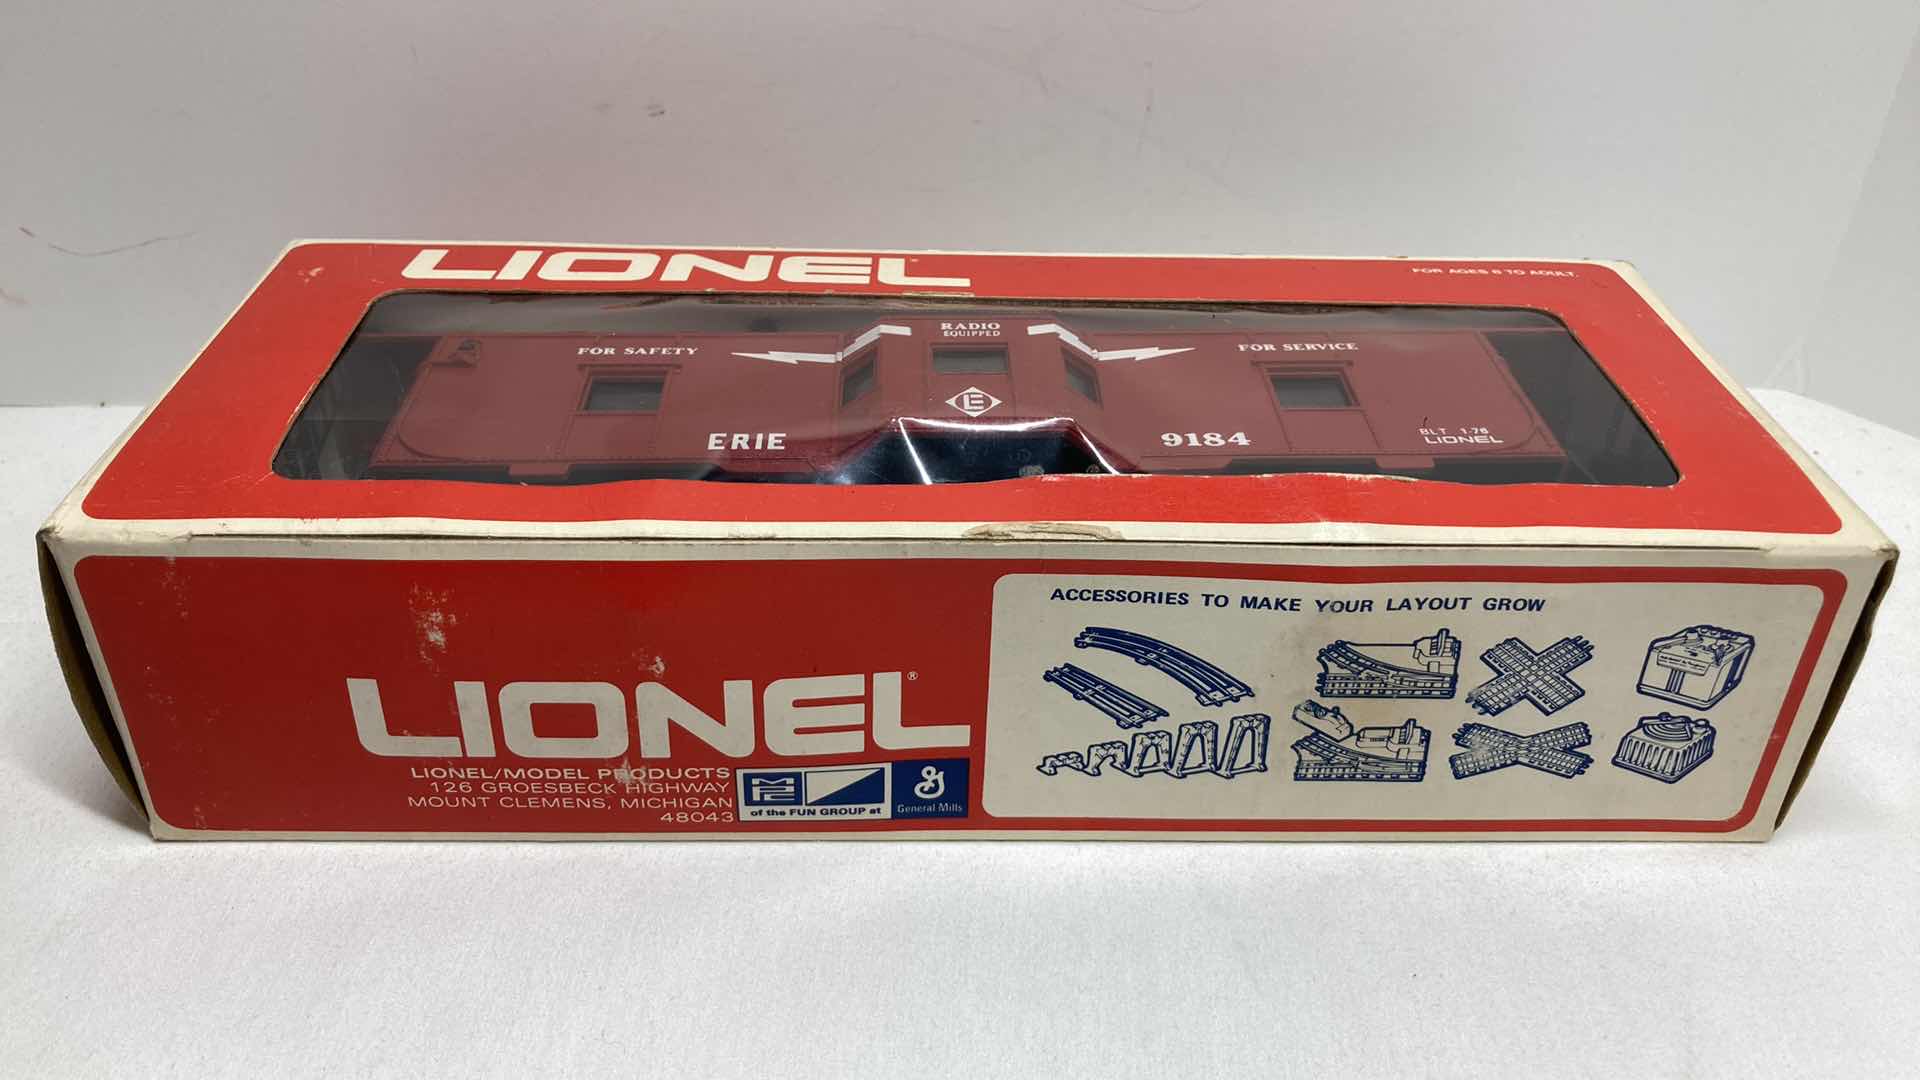 LIONEL
FOR AGES 8 TO ADULT.
RADIO
EQUIPPED
FOR SAFETY
FOR SERVICE
E
ERIE
9184
BLT 1-76
LIONEL
ACCESSORIES TO MAKE YOUR LAYOUT GROW
LIONEL®
LIONEL/MODEL PRODUCTS
126 GROESBECK HIGHWAY
MOUNT CLEMENS, MICHIGAN
48043
MPC
of the FUN GROUP at
G
General Mills